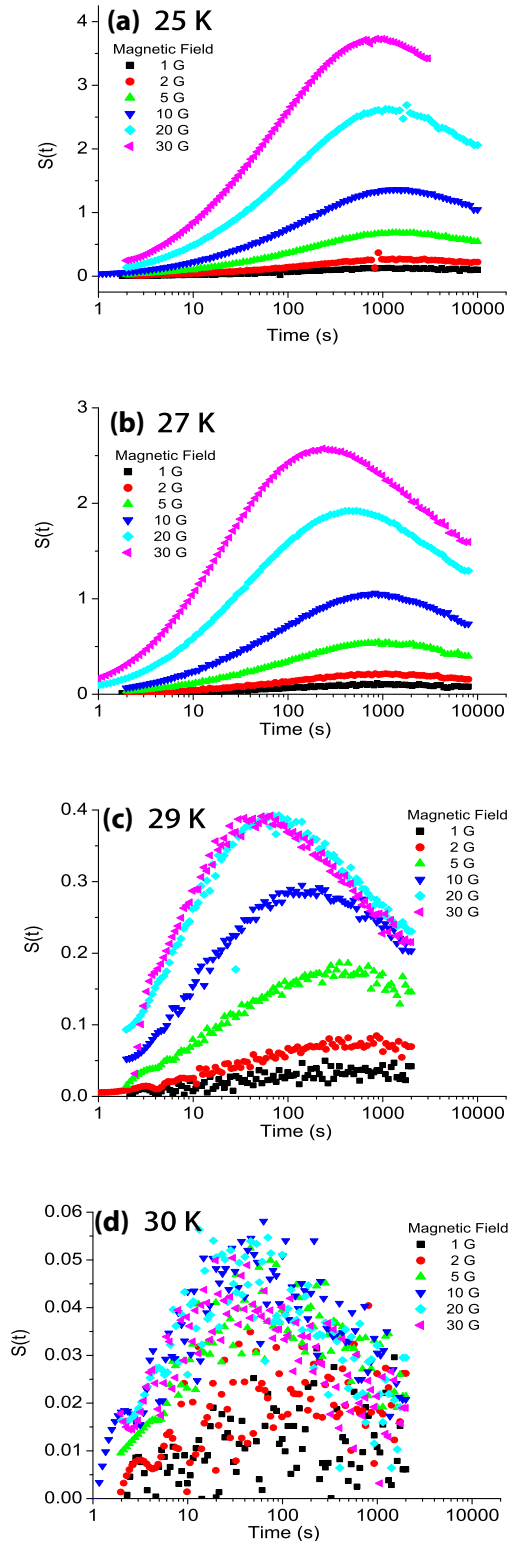 (a) 25 K
Magnetic Field
1 G
2 G
5 G
10 G
20 G
30 G
4
3
2
1
0
S(t)
1 10 100 1000 10000
Time (s)
(b) 27 K
Magnetic Field
1 G
2 G
5 G
10 G
20 G
30 G
3
2
1
0
S(t)
1 10 100 1000 10000
Time (s)
(c) 29 K
Magnetic Field
1 G
2 G
5 G
10 G
20 G
30 G
0.4
0.3
0.2
0.1
0.0
S(t)
1 10 100 1000 10000
Time (s)
(d) 30 K
Magnetic Field
1 G
2 G
5 G
10 G
20 G
30 G
0.06
0.05
0.04
0.03
0.02
0.01
0.00
S(t)
1 10 100 1000 10000
Time (s)